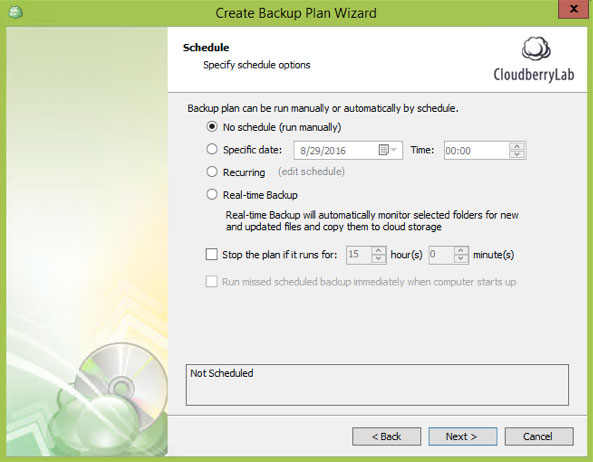 Create Backup Plan Wizard
x
Schedule
Specify schedule options
CloudberryLab
Backup plan can be run manually or automatically by schedule.
No schedule (run manually)
Specific date: 8/29/2016 Time: 00:00
Recurring (edit schedule)
Real-time Backup
Real-time Backup will automatically monitor selected folders for new
and updated files and copy them to cloud storage
Stop the plan if it runs for: 15 hour(s) 0 minute(s)
Run missed scheduled backup immediately when computer starts up
Not Scheduled
< Back Next > Cancel